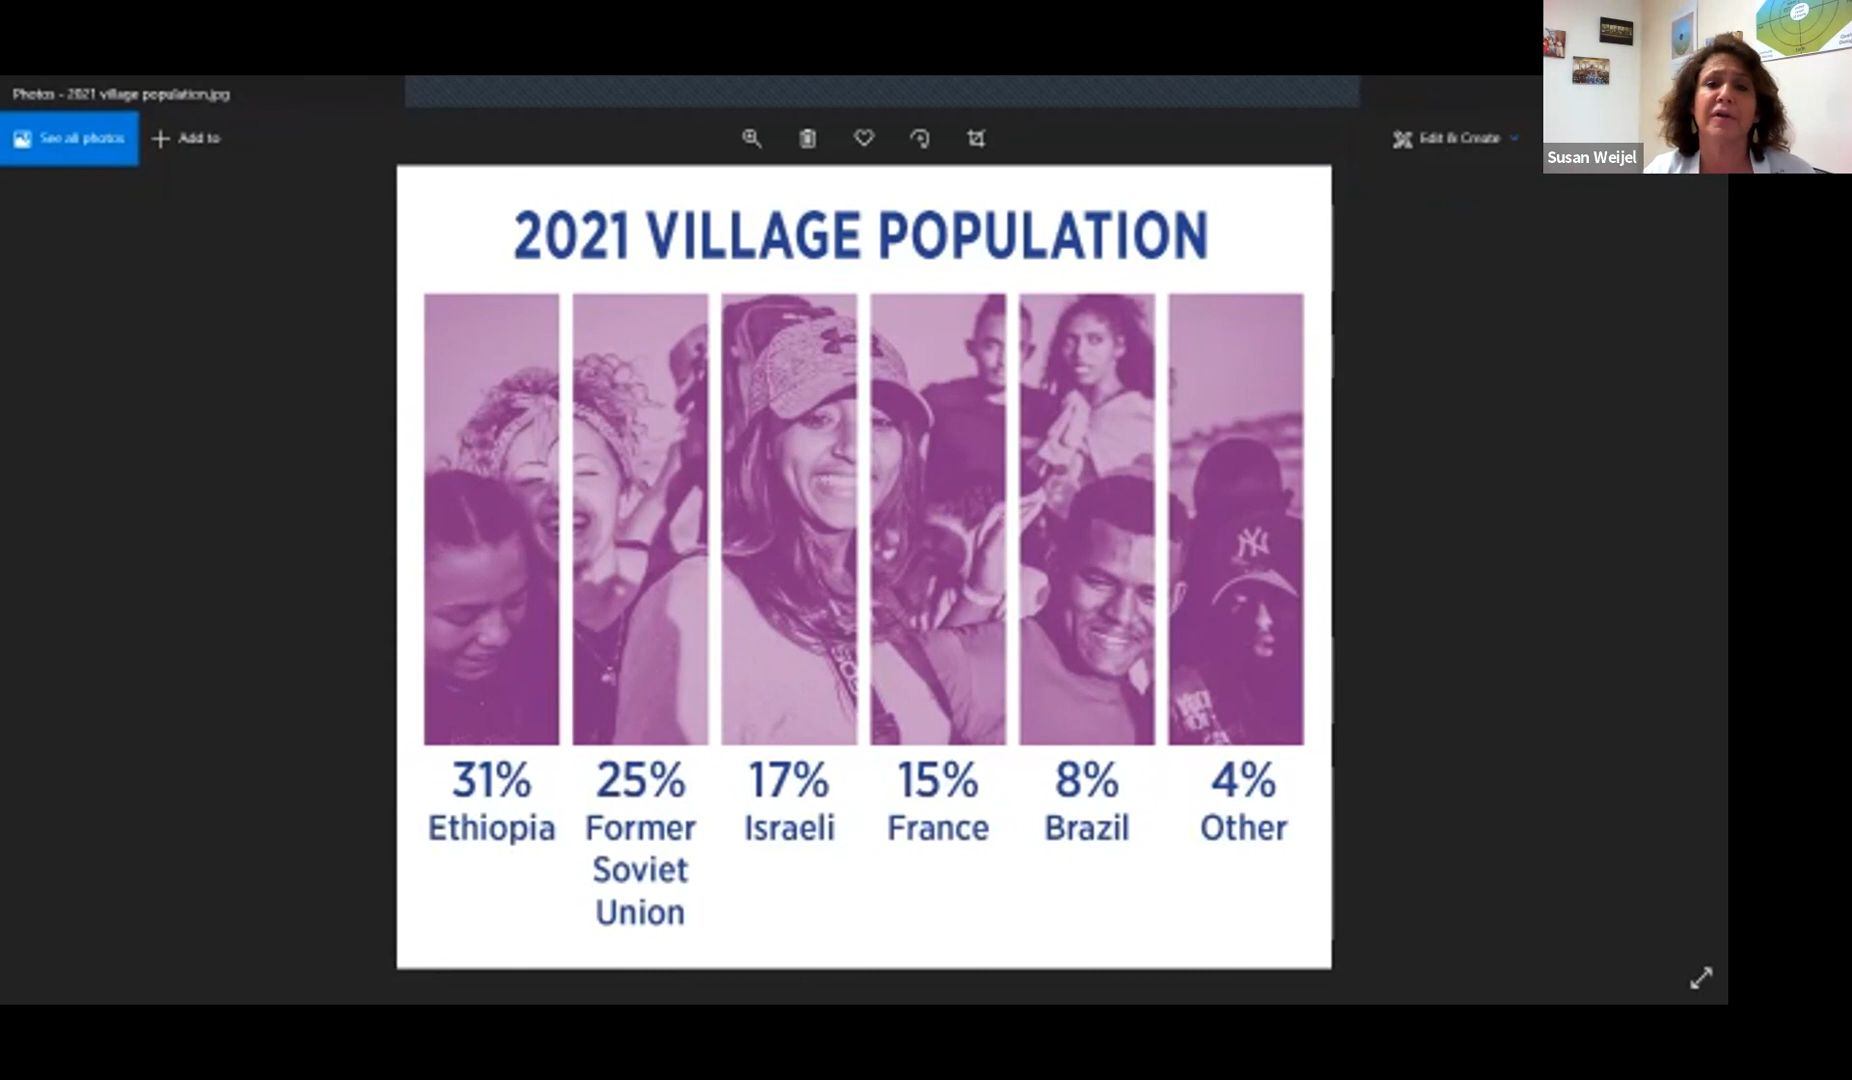 Photos - 2021 village population.jpg
See all photos
Add to
Edit & Create
Susan Weijel
2021 VILLAGE POPULATION
NY
31%
Ethiopia
25%
Former
Soviet
Union
17%
Israeli
15%
France
8%
Brazil
4%
Other